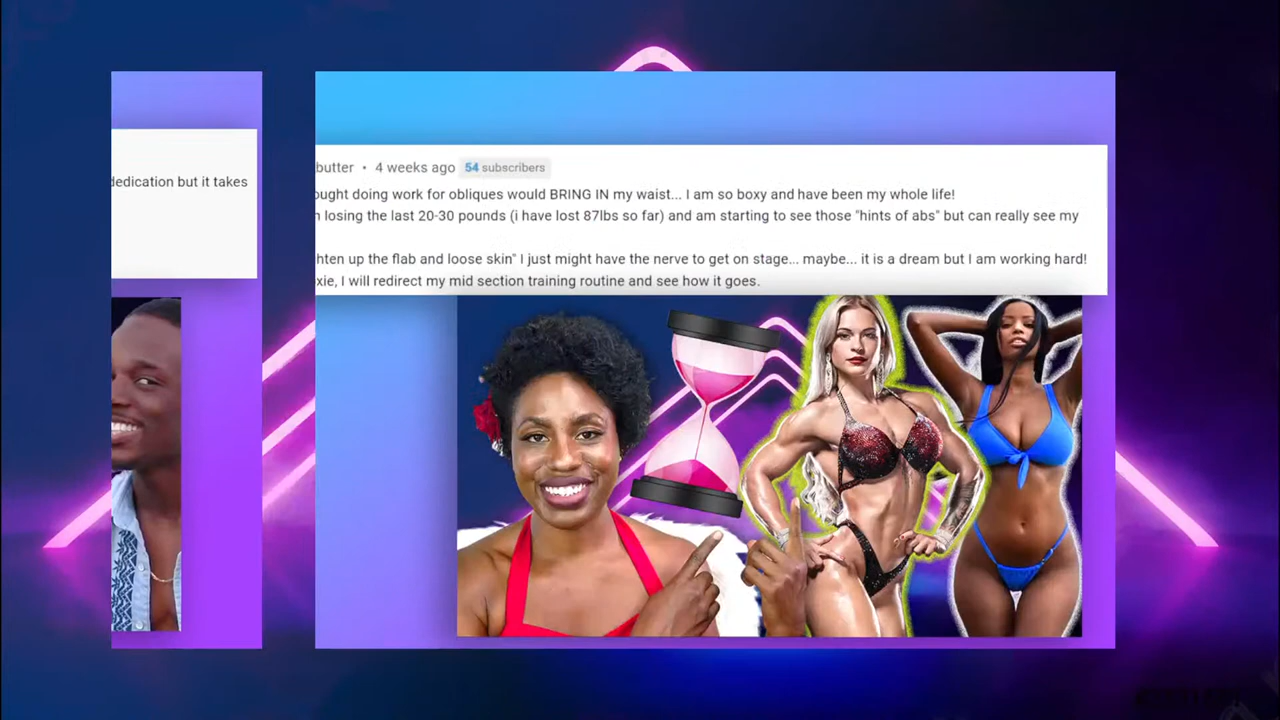 dedication but it takes
butter • 4 weeks ago 54 subscribers
ought doing work for obliques would BRING IN my waist... I am so boxy and have been my whole life!
n losing the last 20-30 pounds (i have lost 87lbs so far) and am starting to see those "hints of abs" but can really see my
hten up the flab and loose skin" I just might have the nerve to get on stage... maybe... it is a dream but I am working hard!
xie, I will redirect my mid section training routine and see how it goes.